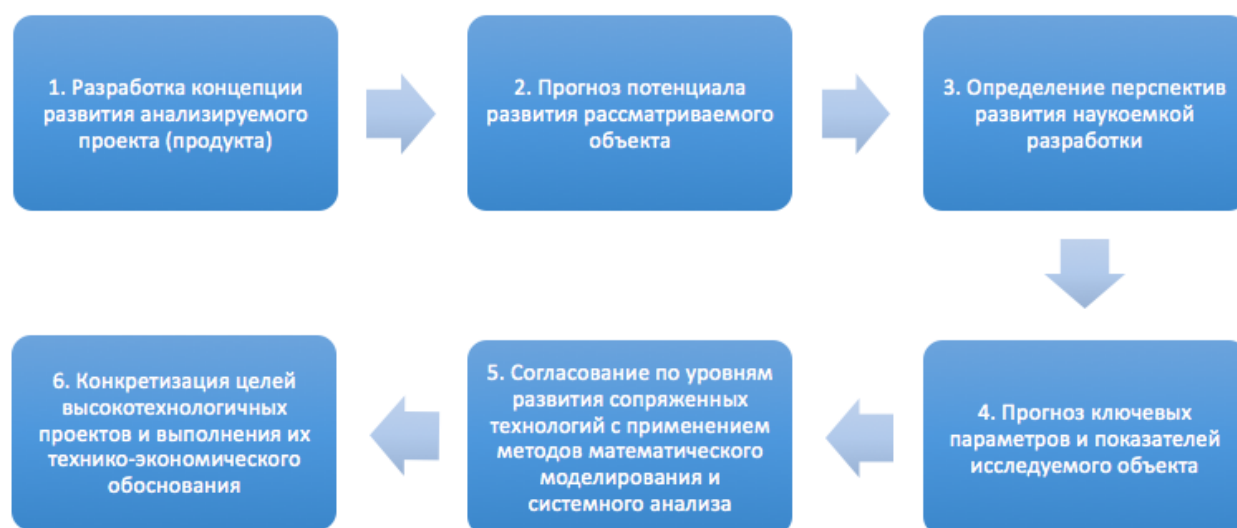 1. Разработка концепции
развития анализируемого
проекта (продукта)
2. Прогноз потенциала
развития рассматриваемого
объекта
3. Определение перспектив
развития наукоемкой
разработки
4. Прогноз ключевых
параметров и показателей
исследуемого объекта
5. Согласование по уровням
развития сопряженных
технологий с применением
методов математического
моделирования и
системного анализа
6. Конкретизация целей
высокотехнологичных
проектов и выполнения их
технико-экономического
обоснования